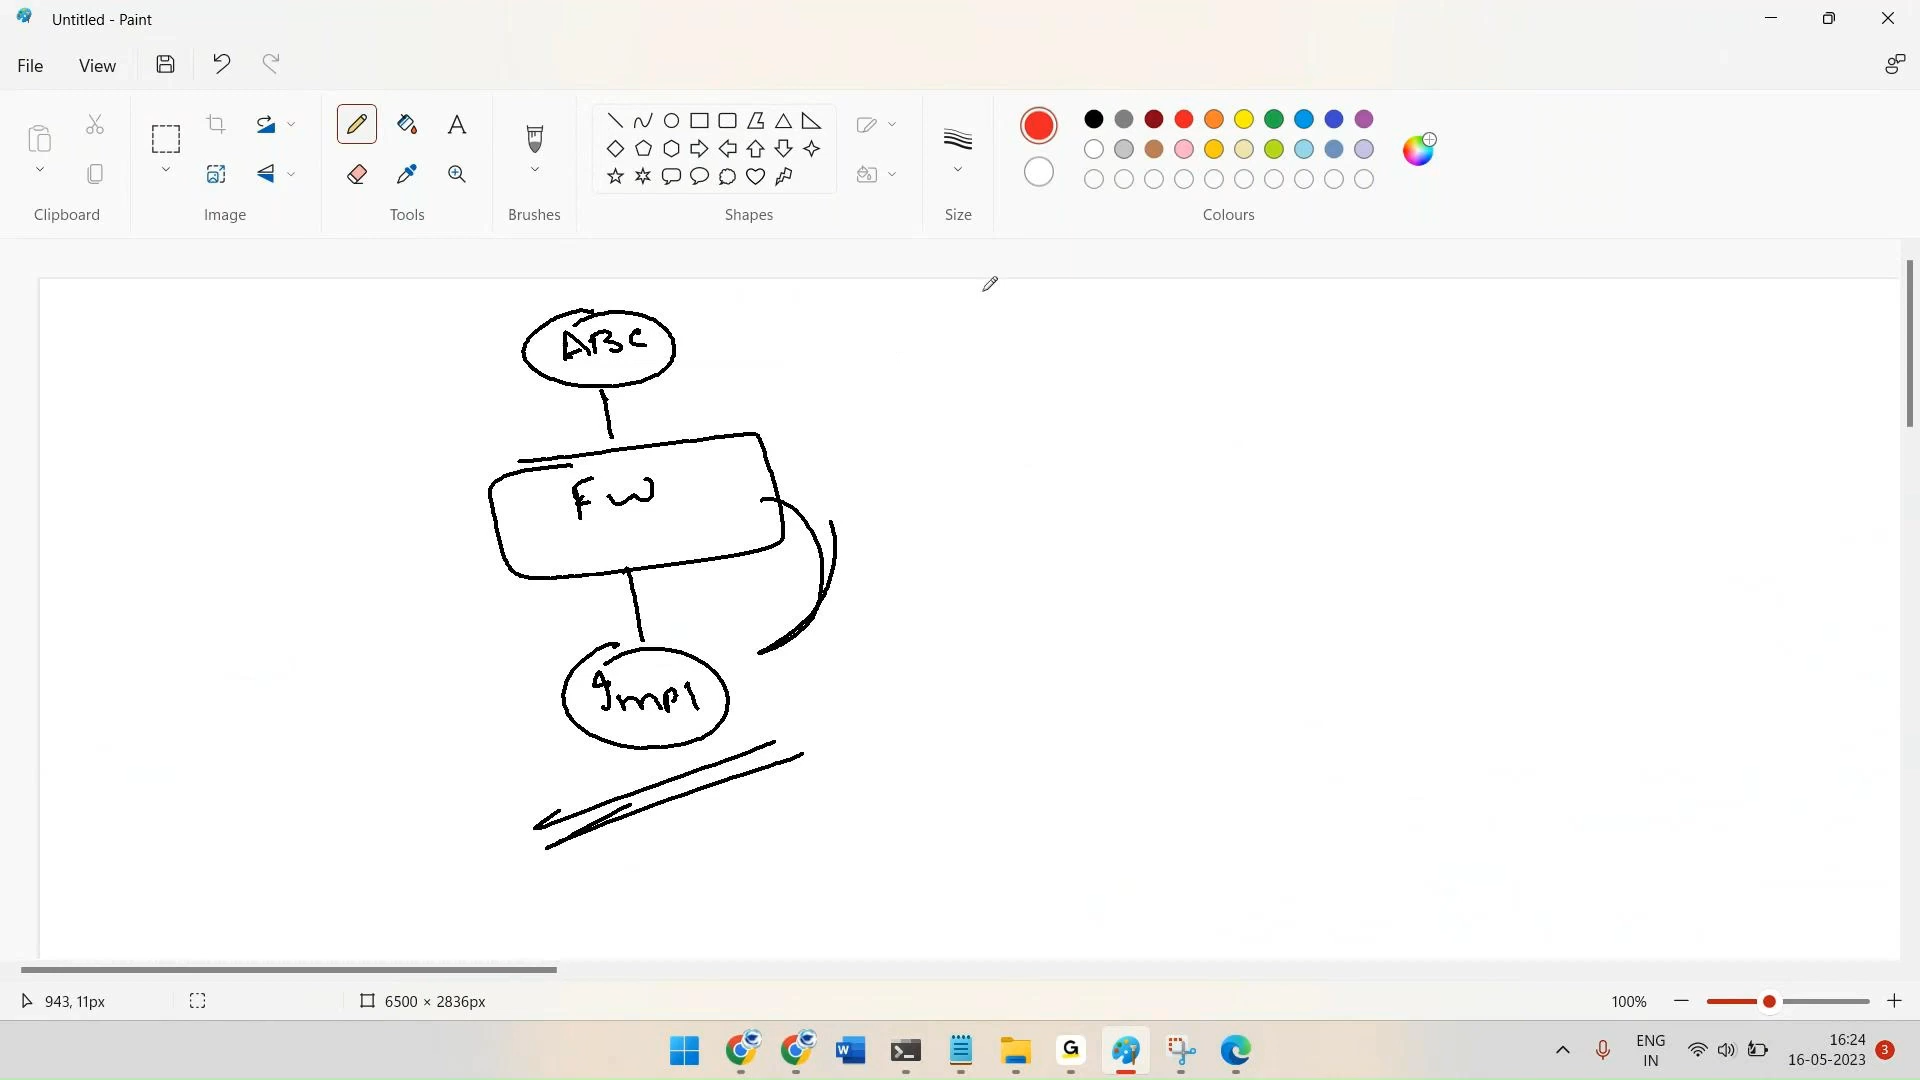 Untitled - Paint
File View
Clipboard Image Tools Brushes Shapes Size Colours
ABC
FW
Impl
943, 11px 6500 × 2836px 100%
ENG 16:24
IN 16-05-2023 3